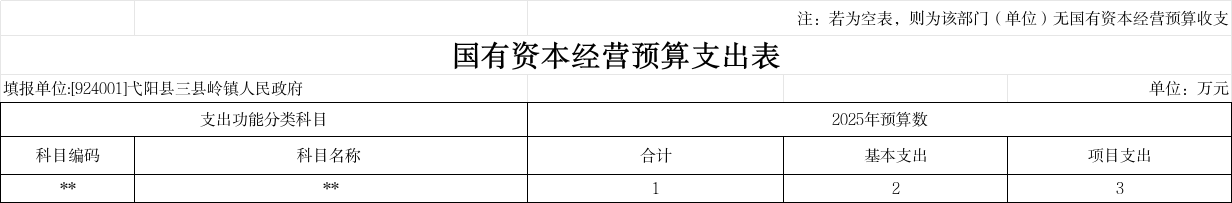 注：若为空表，则为该部门（单位）无国有资本经营预算收支
国有资本经营预算支出表
填报单位:[924001]弋阳县三县岭镇人民政府 单位：万元
支出功能分类科目 2025年预算数
科目编码 科目名称 合计 基本支出 项目支出
** ** 1 2 3